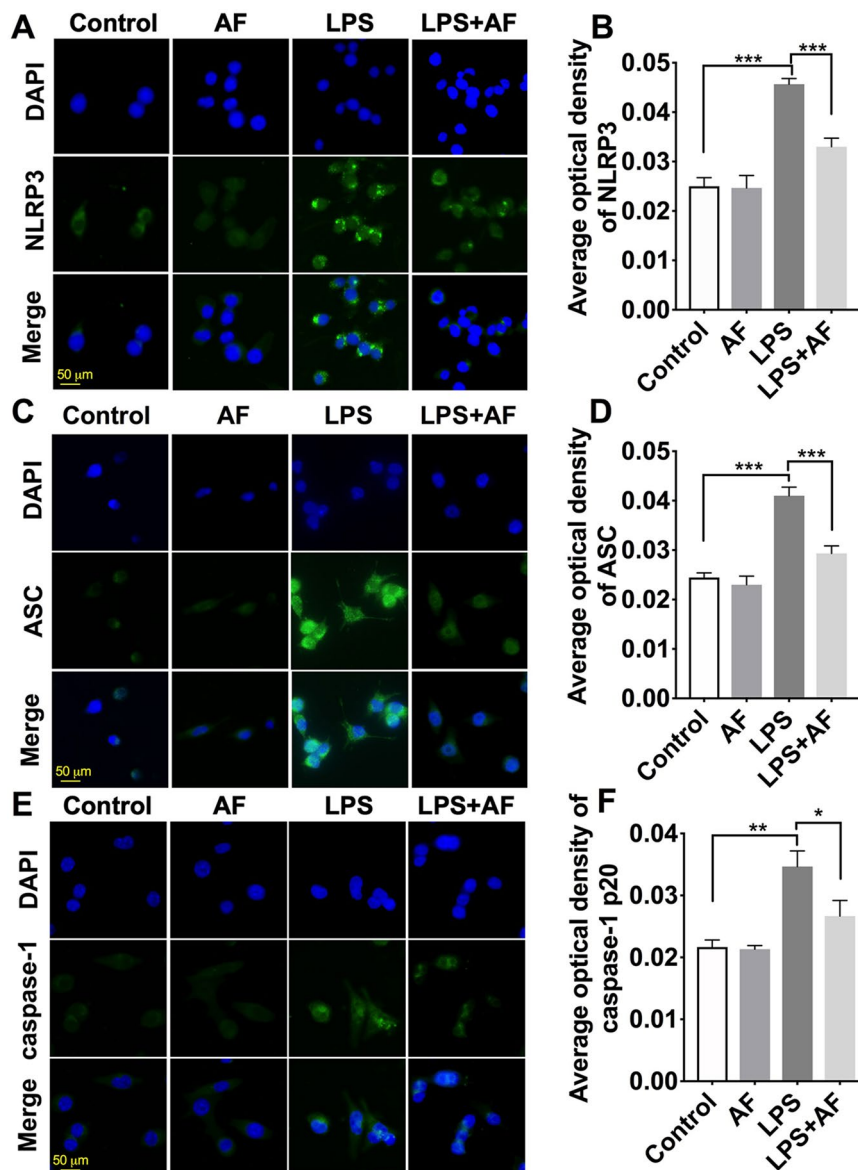 A Control AF LPS LPS+AF
DAPI
NLRP3
Merge
50 μm
B
Average optical density
of NLRP3
0.05
0.04
0.03
0.02
0.01
0.00
*** ***
Control AF LPS LPS+AF
C Control AF LPS LPS+AF
DAPI
ASC
Merge
50 μm
D
Average optical density
of ASC
0.05
0.04
0.03
0.02
0.01
0.00
*** ***
Control AF LPS LPS+AF
E Control AF LPS LPS+AF
DAPI
caspase-1
Merge
50 μm
F
Average optical density of
caspase-1 p20
0.04
0.03
0.02
0.01
0.00
** *
Control AF LPS LPS+AF